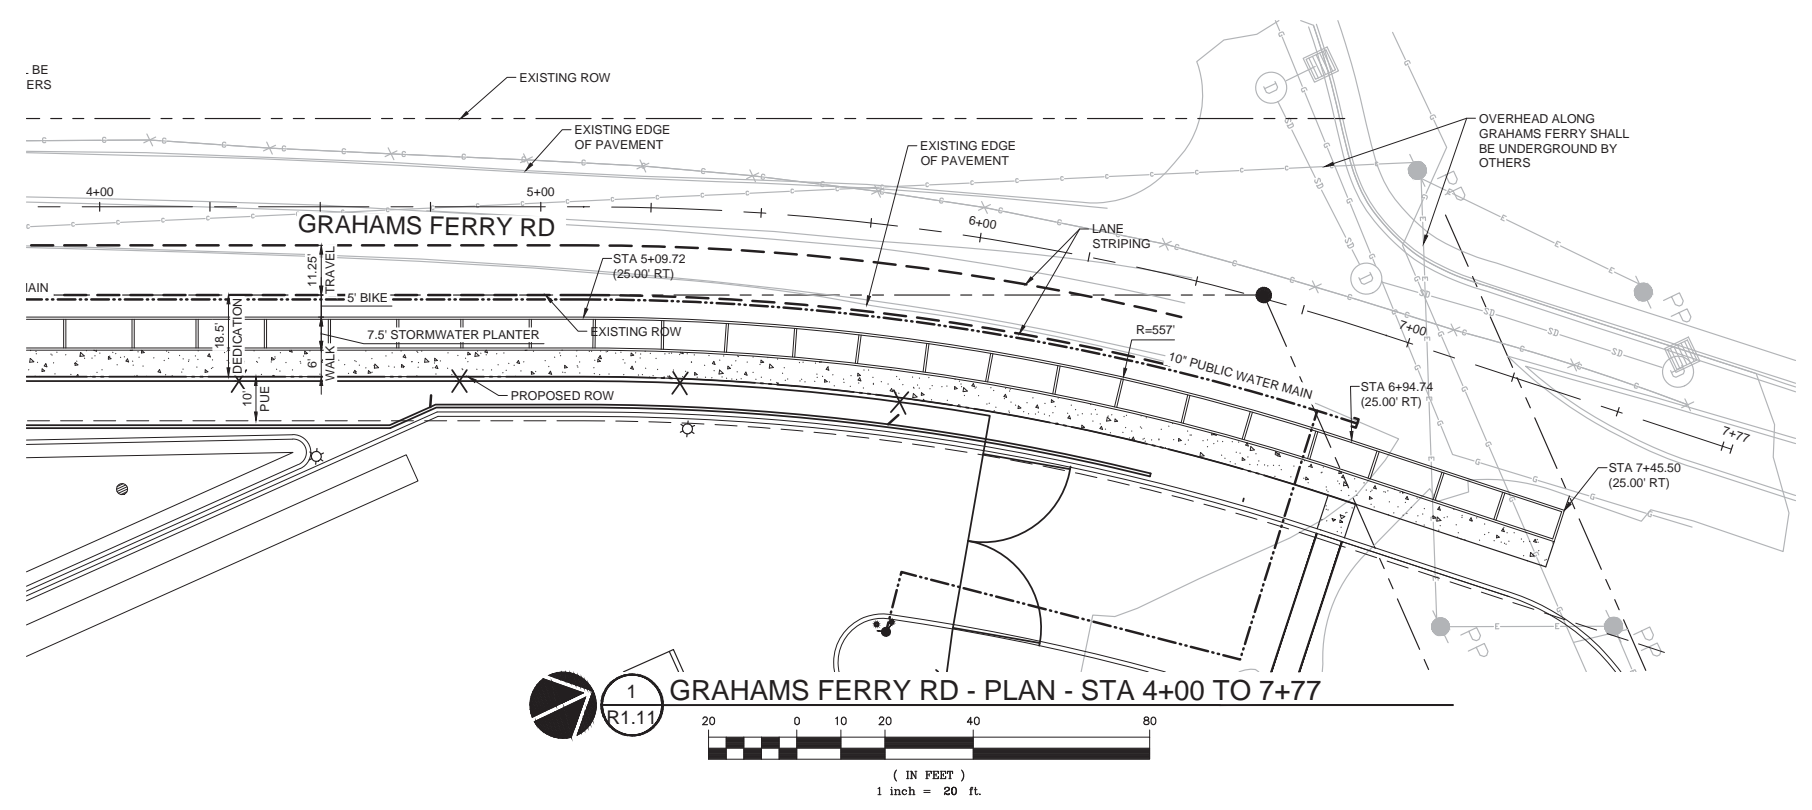 . BE
ERS
EXISTING ROW
EXISTING EDGE
OF PAVEMENT
EXISTING EDGE
OF PAVEMENT
OVERHEAD ALONG
GRAHAMS FERRY SHALL
BE UNDERGROUND BY
OTHERS
4+00
5+00
6+00
7+00
7+77
GRAHAMS FERRY RD
LANE
STRIPING
STA 5+09.72
(25.00' RT)
11.25'
TRAVEL
5' BIKE
AIN
EXISTING ROW
7.5' STORMWATER PLANTER
18.5'
DEDICATION
6'
WALK
10'
PUE
PROPOSED ROW
R=557'
10" PUBLIC WATER MAIN
STA 6+94.74
(25.00' RT)
STA 7+45.50
(25.00' RT)
D
D
PP
PP
PP
PP
1
R1.11
GRAHAMS FERRY RD - PLAN - STA 4+00 TO 7+77
20 0 10 20 40 80
( IN FEET )
1 inch = 20 ft.